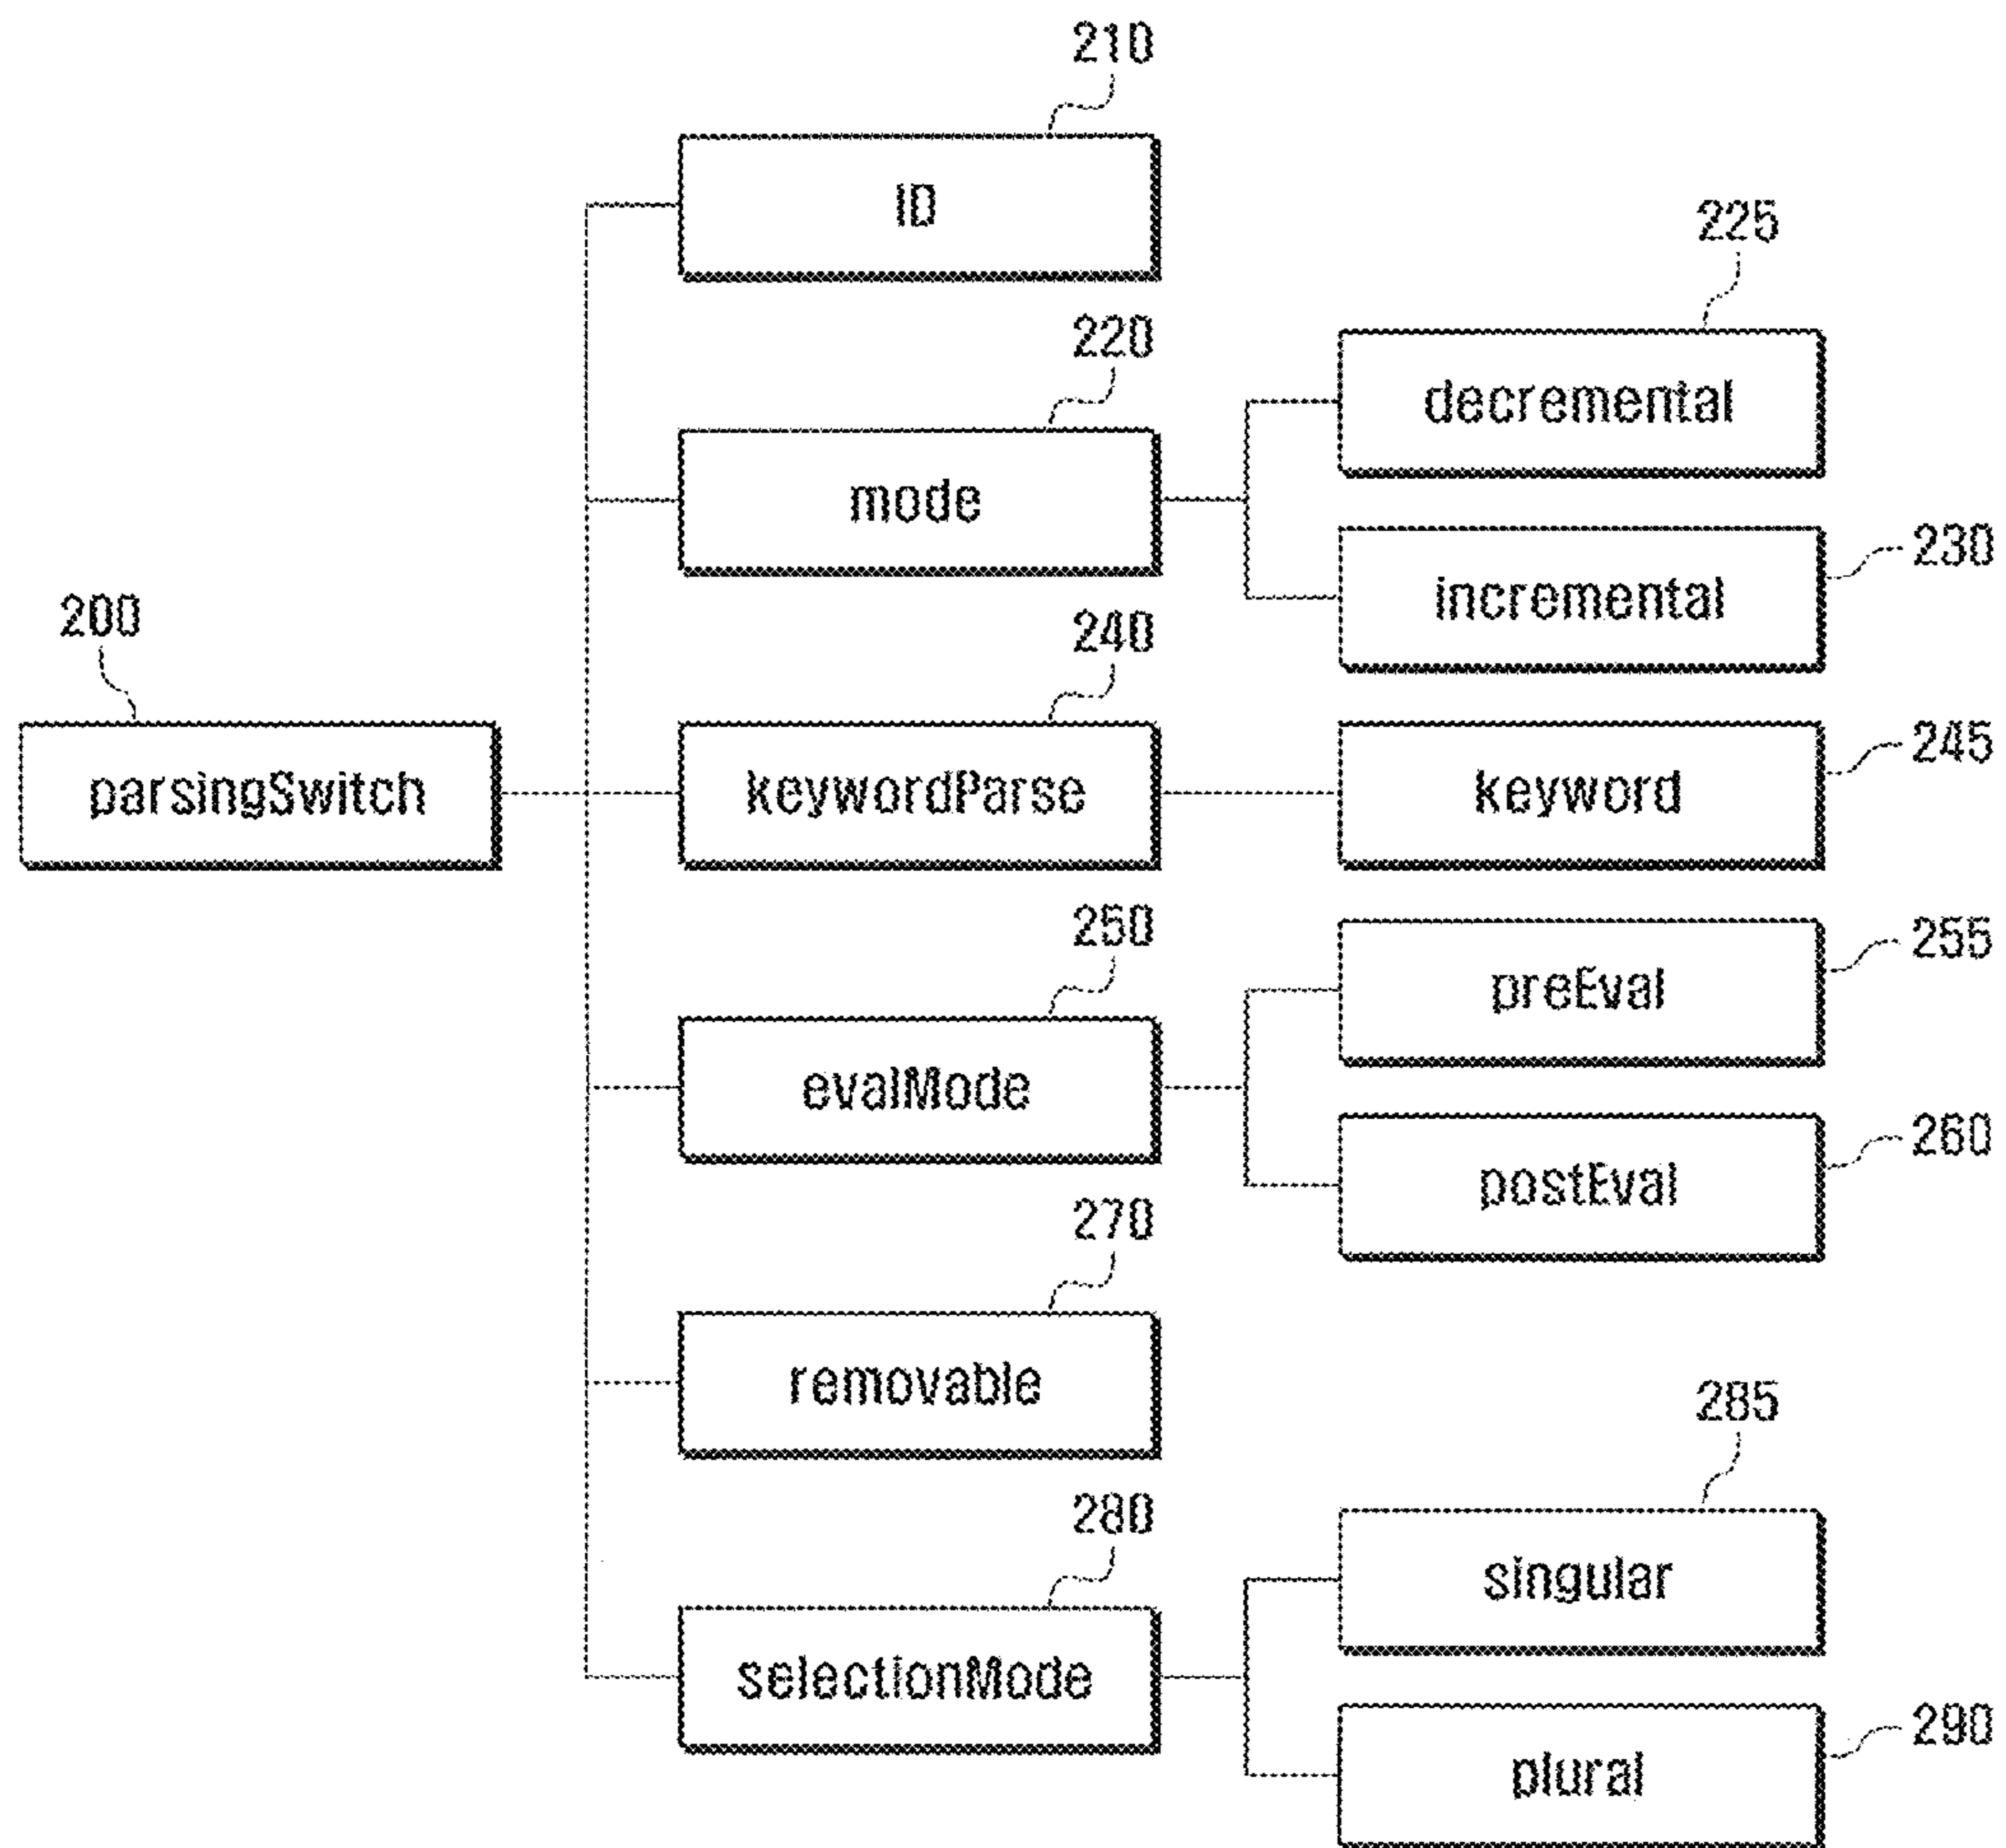 210
ID
225
220
decremental
mode
230
incremental
200
240
245
parsingSwitch
keywordParse
keyword
250
255
preEval
evalMode
260
postEval
270
removable
285
280
singular
selectionMode
290
plural